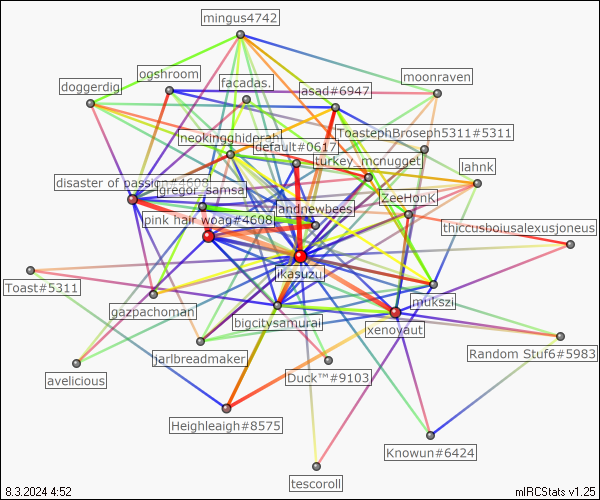 mingus4742
ogshroom
facadas.
moonraven
doggerdig
asad#6947
ToastephBroseph5311#5311
neokingghiderah
default#0617
turkey_mcnugget
lahnk
disaster of passion#4608
gregor_samsa
ZeeHonK
andnewbees
pink hair woag#4608
thiccusboiusalexusjoneus
ikasuzu
Toast#5311
mukszi
gazpachoman
bigcitysamurai
xenoyaut
jarlbreadmaker
Random Stuf6#5983
avelicious
Duck™#9103
Heighleaigh#8575
Knowun#6424
tescoroll
8.3.2024 4:52
mIRCStats v1.25